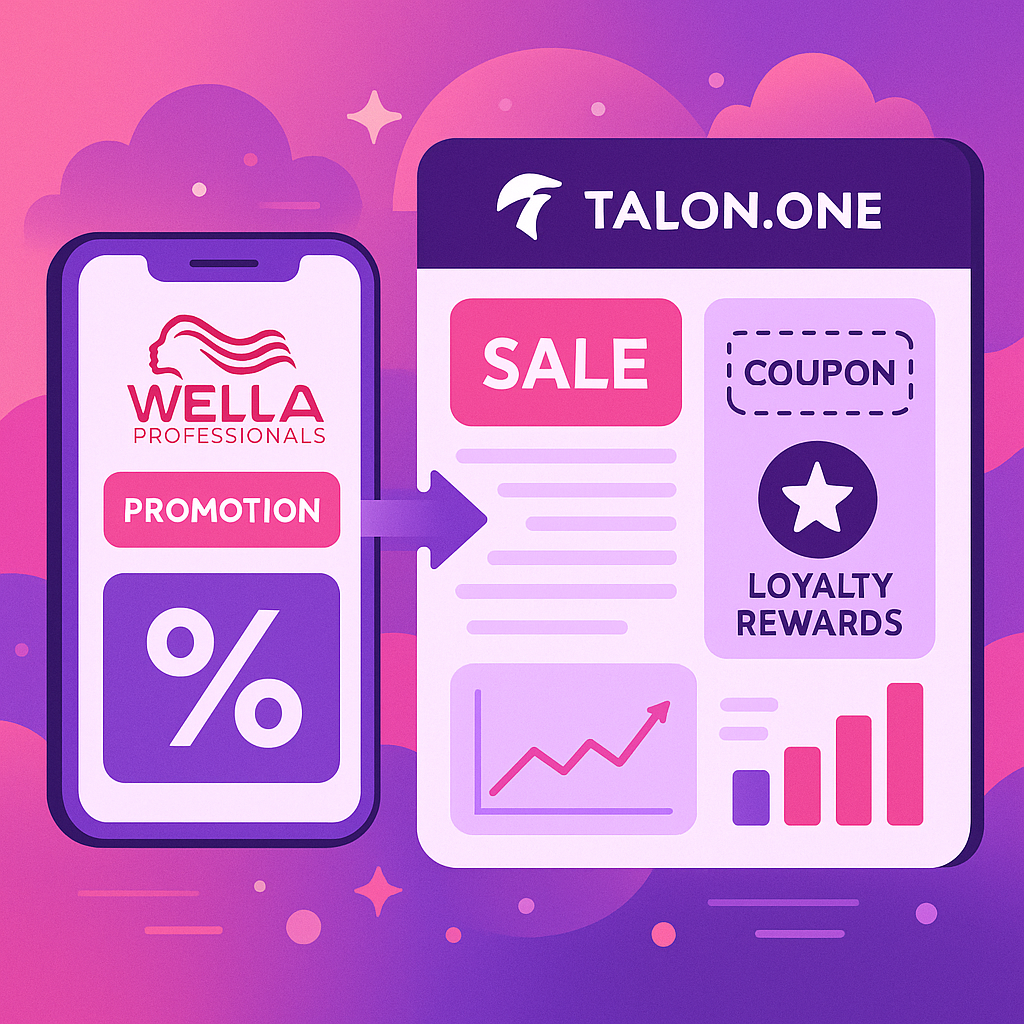 WELLA
PROFESSIONALS
PROMOTION
%
TALON.ONE
SALE
COUPON
LOYALTY
REWARDS